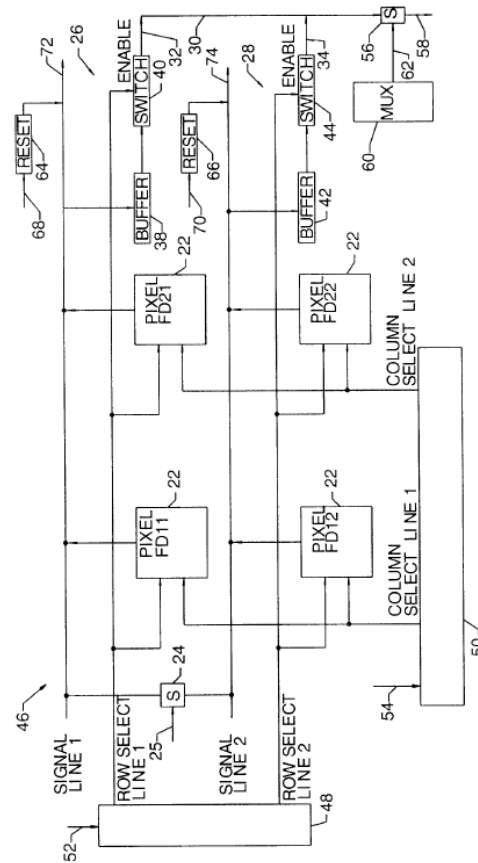 46
SIGNAL
LINE 1
ROW SELECT
LINE 1
52
48
25
S
24
SIGNAL
LINE 2
ROW SELECT
LINE 2
PIXEL
FD11
22
PIXEL
FD12
22
COLUMN
SELECT LINE 1
54
50
PIXEL
FD21
22
PIXEL
FD22
22
COLUMN
SELECT LINE 2
68
RESET
64
72
26
BUFFER
38
SWITCH
40
ENABLE
32
30
70
RESET
66
74
28
BUFFER
42
SWITCH
44
ENABLE
34
MUX
60
62
S
56
58